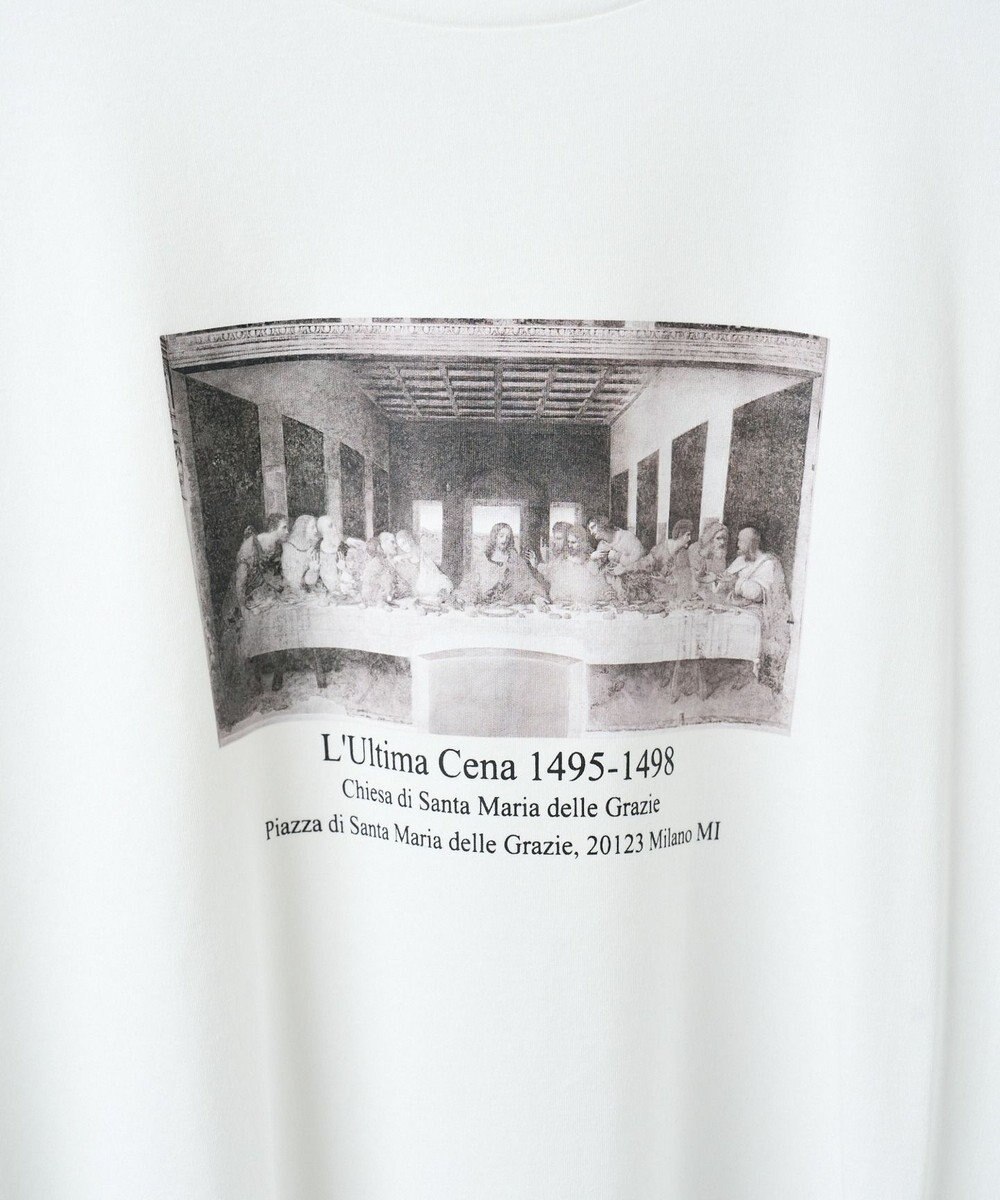 L'Ultima Cena 1495-1498
Chiesa di Santa Maria delle Grazie
Piazza di Santa Maria delle Grazie, 20123 Milano MI